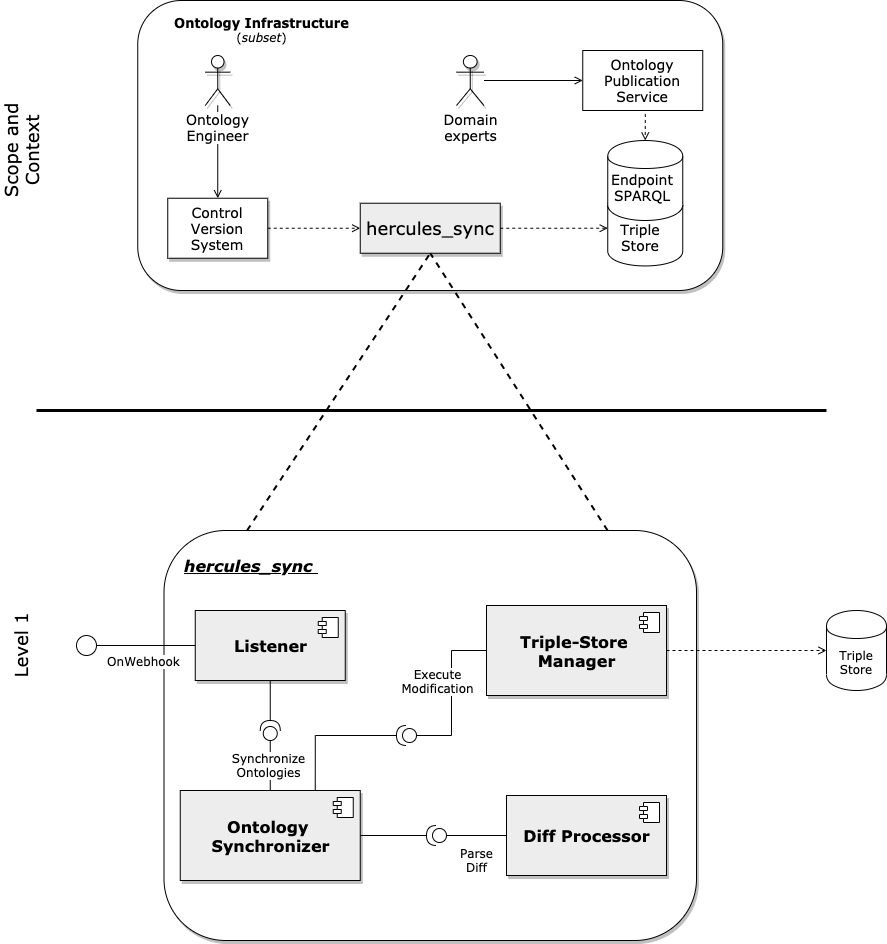 Ontology Infrastructure
(subset)
Scope and
Context
Ontology
Engineer
Domain
experts
Ontology
Publication
Service
Control
Version
System
hercules_sync
Endpoint
SPARQL
Triple
Store
Level 1
hercules_sync
OnWebhook
Listener
Triple-Store
Manager
Execute
Modification
Triple
Store
Synchronize
Ontologies
Ontology
Synchronizer
Parse
Diff
Diff Processor